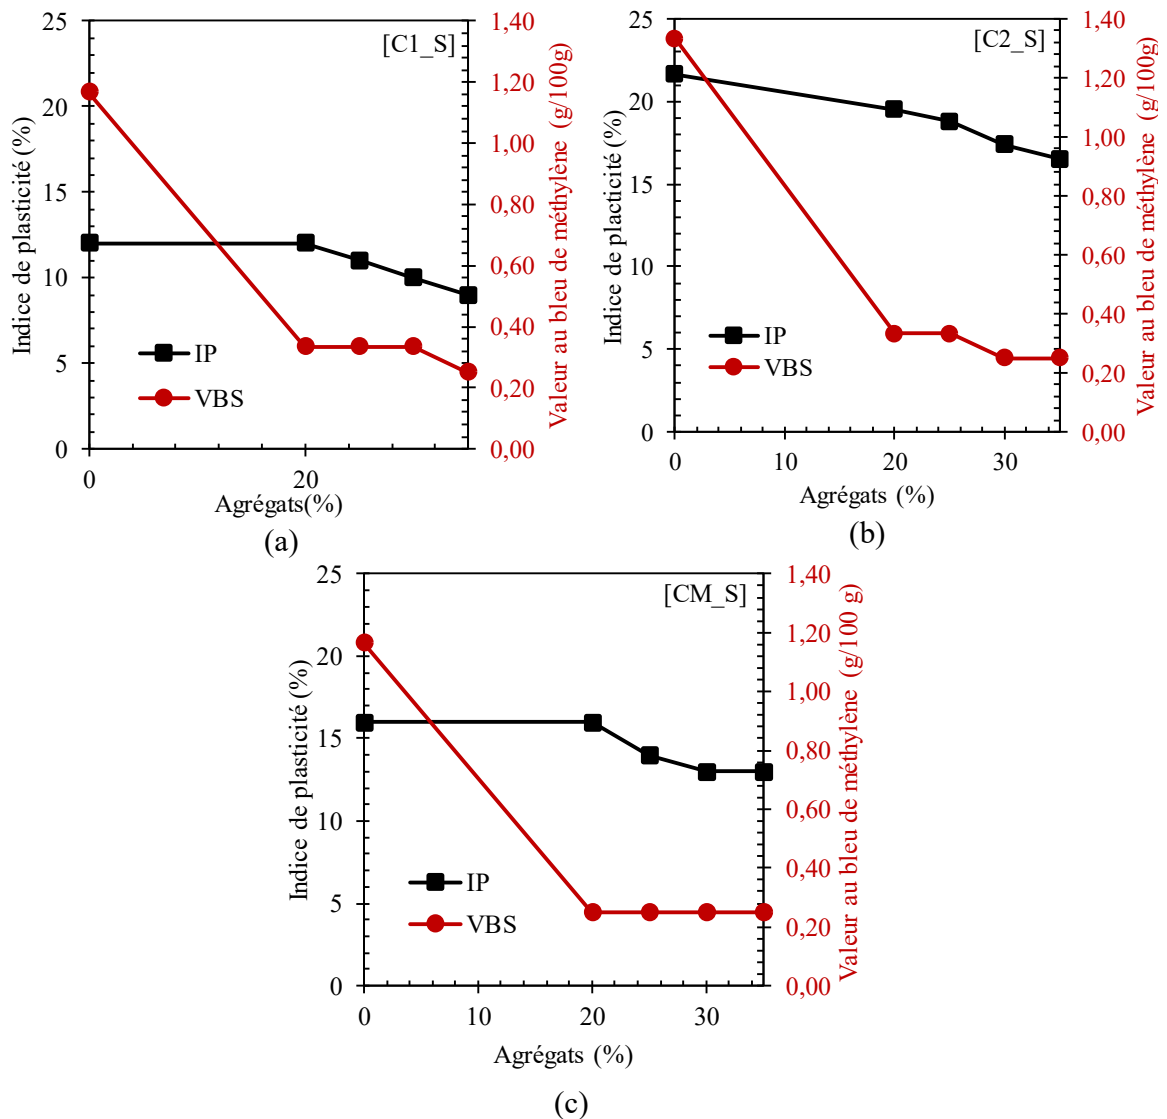 [C1_S]
Indice de plasticité (%)
25
20
15
10
5
0
0
20
Agrégats(%)
1,40
1,20
1,00
0,80
0,60
0,40
0,20
0,00
Valeur au bleu de méthylène (g/100g)
IP
VBS
(a)
[C2_S]
Indice de placticité (%)
25
20
15
10
5
0
0
10
20
30
Agrégats (%)
1,40
1,20
1,00
0,80
0,60
0,40
0,20
0,00
Valeur au bleu de méthylène (g/100g)
IP
VBS
(b)
[CM_S]
Indice de plasticité (%)
25
20
15
10
5
0
0
10
20
30
Agrégats (%)
1,40
1,20
1,00
0,80
0,60
0,40
0,20
0,00
Valeur au bleu de méthylène (g/100 g)
IP
VBS
(c)